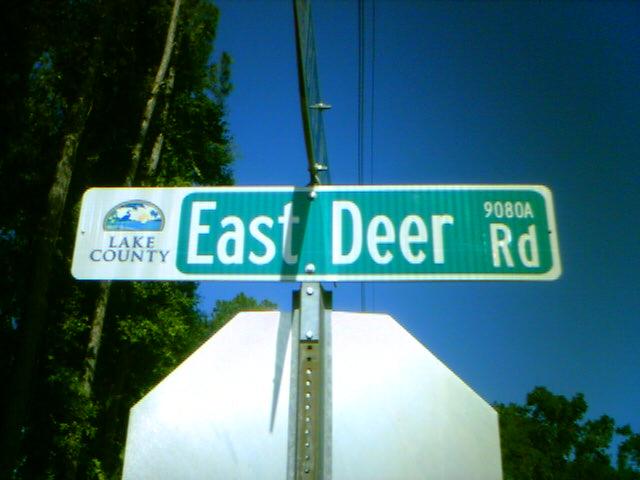 LAKE
COUNTY
East Deer Rd
9080A